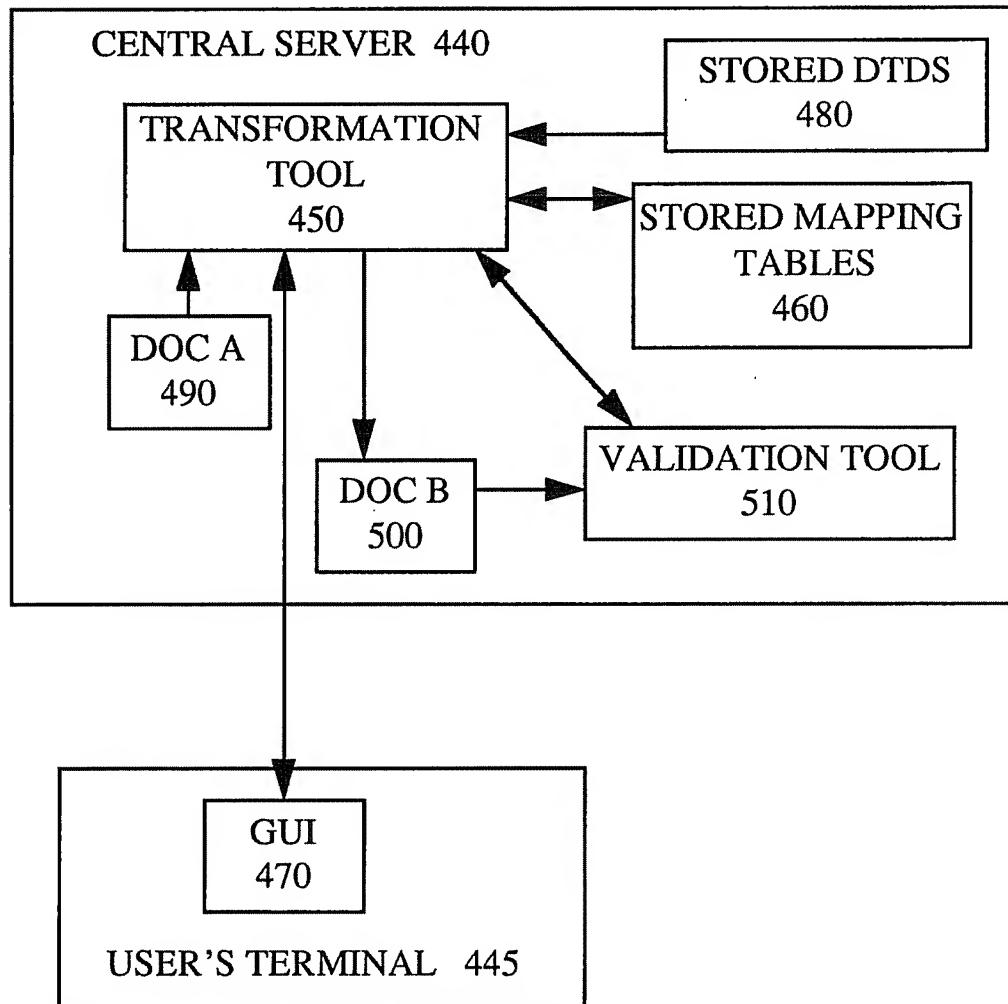 CENTRAL SERVER 440
STORED DTDS
480
TRANSFORMATION
TOOL
450
STORED MAPPING
TABLES
460
DOC A
490
VALIDATION TOOL
510
DOC B
500
GUI
470
USER'S TERMINAL 445